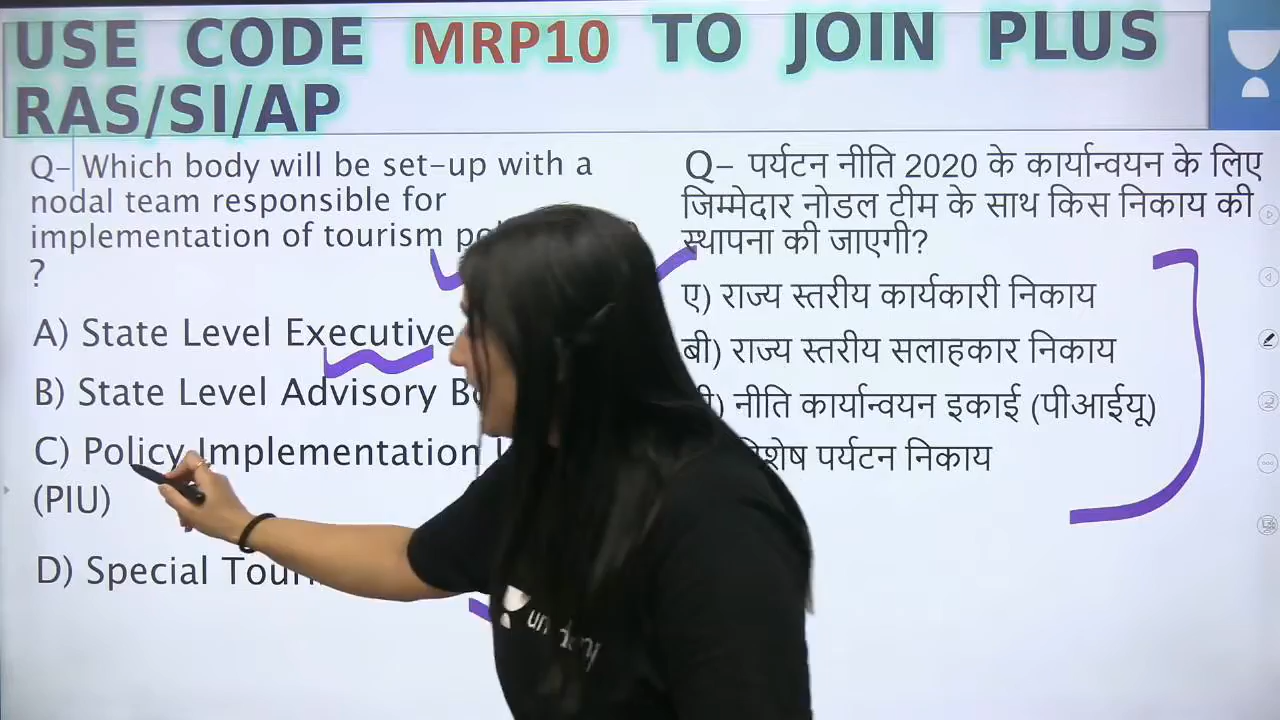 USE CODE MRP10 TO JOIN PLUS
RAS/SI/AP
Q- Which body will be set-up with a
nodal team responsible for
implementation of tourism
?
A) State Level Executive
B) State Level Advisory
C) Policy Implementation
(PIU)
D) Special
Q- पर्यटन नीति 2020 के कार्यान्वयन के लिए
जिम्मेदार नोडल टीम के साथ किस निकाय की
स्थापना की जाएगी?
ए) राज्य स्तरीय कार्यकारी निकाय
बी) राज्य स्तरीय सलाहकार निकाय
नीति कार्यान्वयन इकाई (पीआईयू)
पर्यटन निकाय